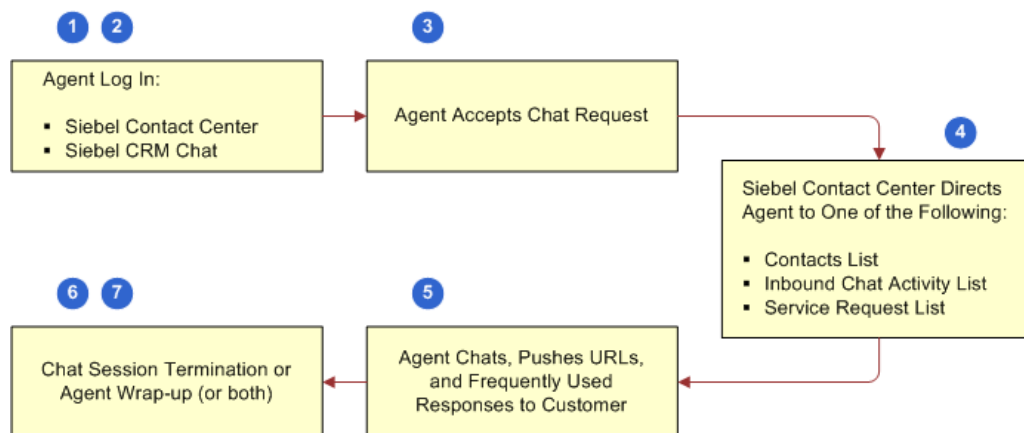 1 2
Agent Log In:
▪ Siebel Contact Center
▪ Siebel CRM Chat
3
Agent Accepts Chat Request
4
Siebel Contact Center Directs
Agent to One of the Following:
▪ Contacts List
▪ Inbound Chat Activity List
▪ Service Request List
5
Agent Chats, Pushes URLs,
and Frequently Used
Responses to Customer
6 7
Chat Session Termination or
Agent Wrap-up (or both)